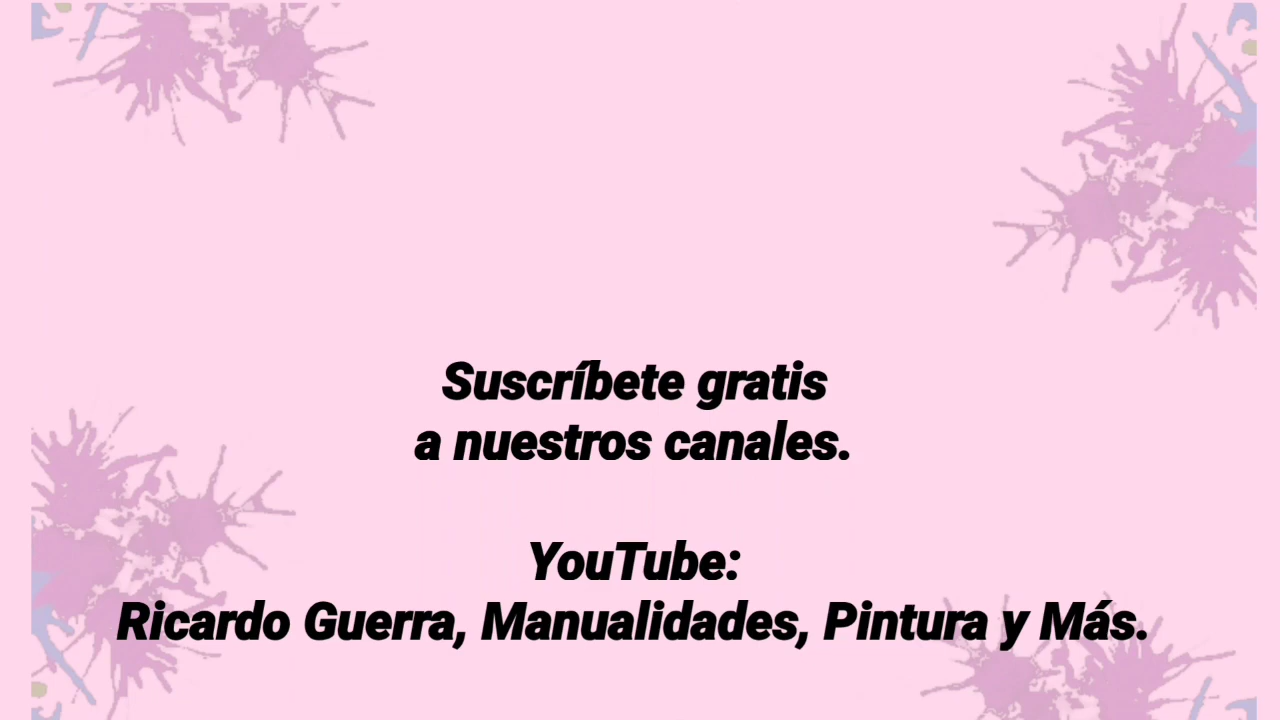 Suscríbete gratis
a nuestros canales.
YouTube:
Ricardo Guerra, Manualidades, Pintura y Más.